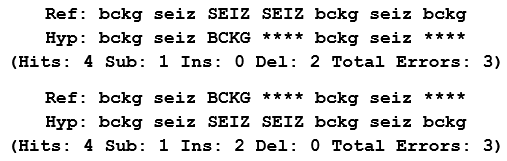 Ref: bckg seiz SEIZ SEIZ bckg seiz bckg
Hyp: bckg seiz BCKG **** bckg seiz ****
(Hits: 4 Sub: 1 Ins: 0 Del: 2 Total Errors: 3)
Ref: bckg seiz BCKG **** bckg seiz ****
Hyp: bckg seiz SEIZ SEIZ bckg seiz bckg
(Hits: 4 Sub: 1 Ins: 2 Del: 0 Total Errors: 3)